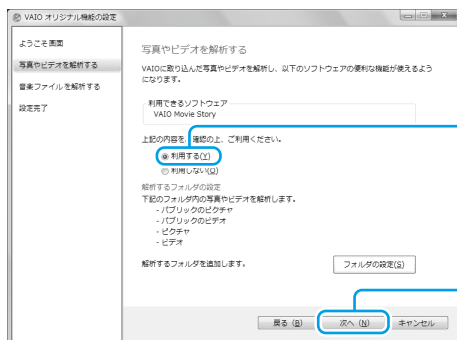 VAIO オリジナル機能の設定
ようこそ画面
写真やビデオを解析する
音楽ファイルを解析する
設定完了
写真やビデオを解析する
VAIOに取り込んだ写真やビデオを解析し、以下のソフトウェアの便利な機能が使えるよう
になります。
利用できるソフトウェア
VAIO Movie Story
上記の内容を、確認の上、ご利用ください。
利用する(Y)
利用しない(O)
解析するフォルダの設定
下記のフォルダ内の写真やビデオを解析します。
- パブリックのピクチャ
- パブリックのビデオ
- ピクチャ
- ビデオ
解析するフォルダを追加します。
フォルダの設定(S)
戻る (B)
次へ (N)
キャンセル